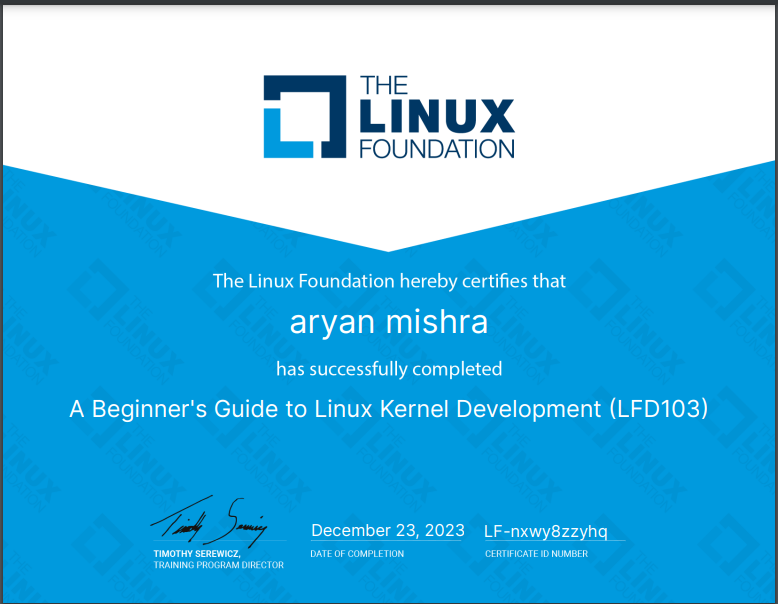 THE
LINUX
FOUNDATION
The Linux Foundation hereby certifies that
aryan mishra
has successfully completed
A Beginner's Guide to Linux Kernel Development (LFD103)
Timothy Serewicz
December 23, 2023
LF-nxwy8zzyhq
TIMOTHY SEREWICZ,
TRAINING PROGRAM DIRECTOR
DATE OF COMPLETION
CERTIFICATE ID NUMBER